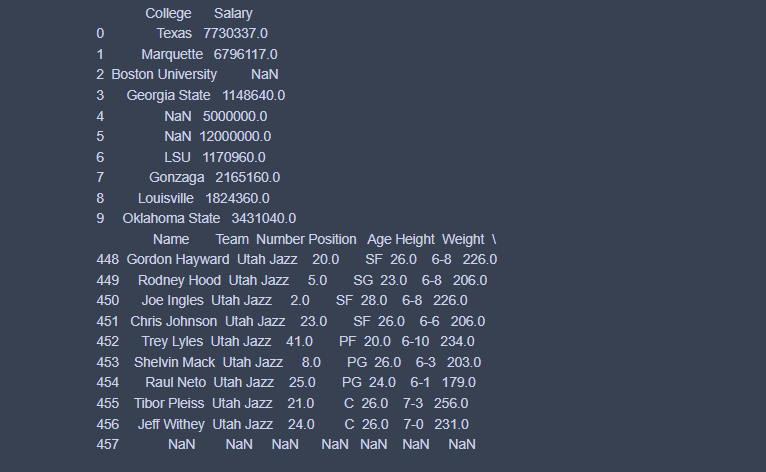 College Salary
0 Texas 7730337.0
1 Marquette 6796117.0
2 Boston University NaN
3 Georgia State 1148640.0
4 NaN 5000000.0
5 NaN 12000000.0
6 LSU 1170960.0
7 Gonzaga 2165160.0
8 Louisville 1824360.0
9 Oklahoma State 3431040.0
Name Team Number Position Age Height Weight \
448 Gordon Hayward Utah Jazz 20.0 SF 26.0 6-8 226.0
449 Rodney Hood Utah Jazz 5.0 SG 23.0 6-8 206.0
450 Joe Ingles Utah Jazz 2.0 SF 28.0 6-8 226.0
451 Chris Johnson Utah Jazz 23.0 SF 26.0 6-6 206.0
452 Trey Lyles Utah Jazz 41.0 PF 20.0 6-10 234.0
453 Shelvin Mack Utah Jazz 8.0 PG 26.0 6-3 203.0
454 Raul Neto Utah Jazz 25.0 PG 24.0 6-1 179.0
455 Tibor Pleiss Utah Jazz 21.0 C 26.0 7-3 256.0
456 Jeff Withey Utah Jazz 24.0 C 26.0 7-0 231.0
457 NaN NaN NaN NaN NaN NaN NaN